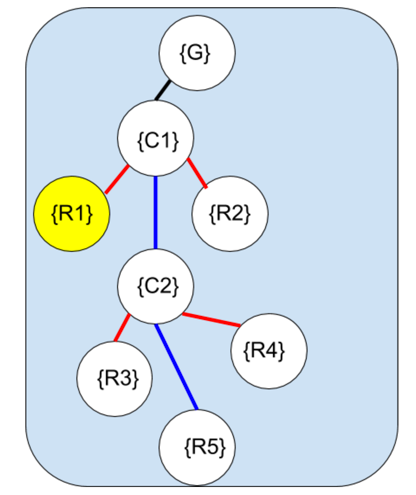 {G}
{C1}
{R1}
{R2}
{C2}
{R4}
{R3}
{R5}